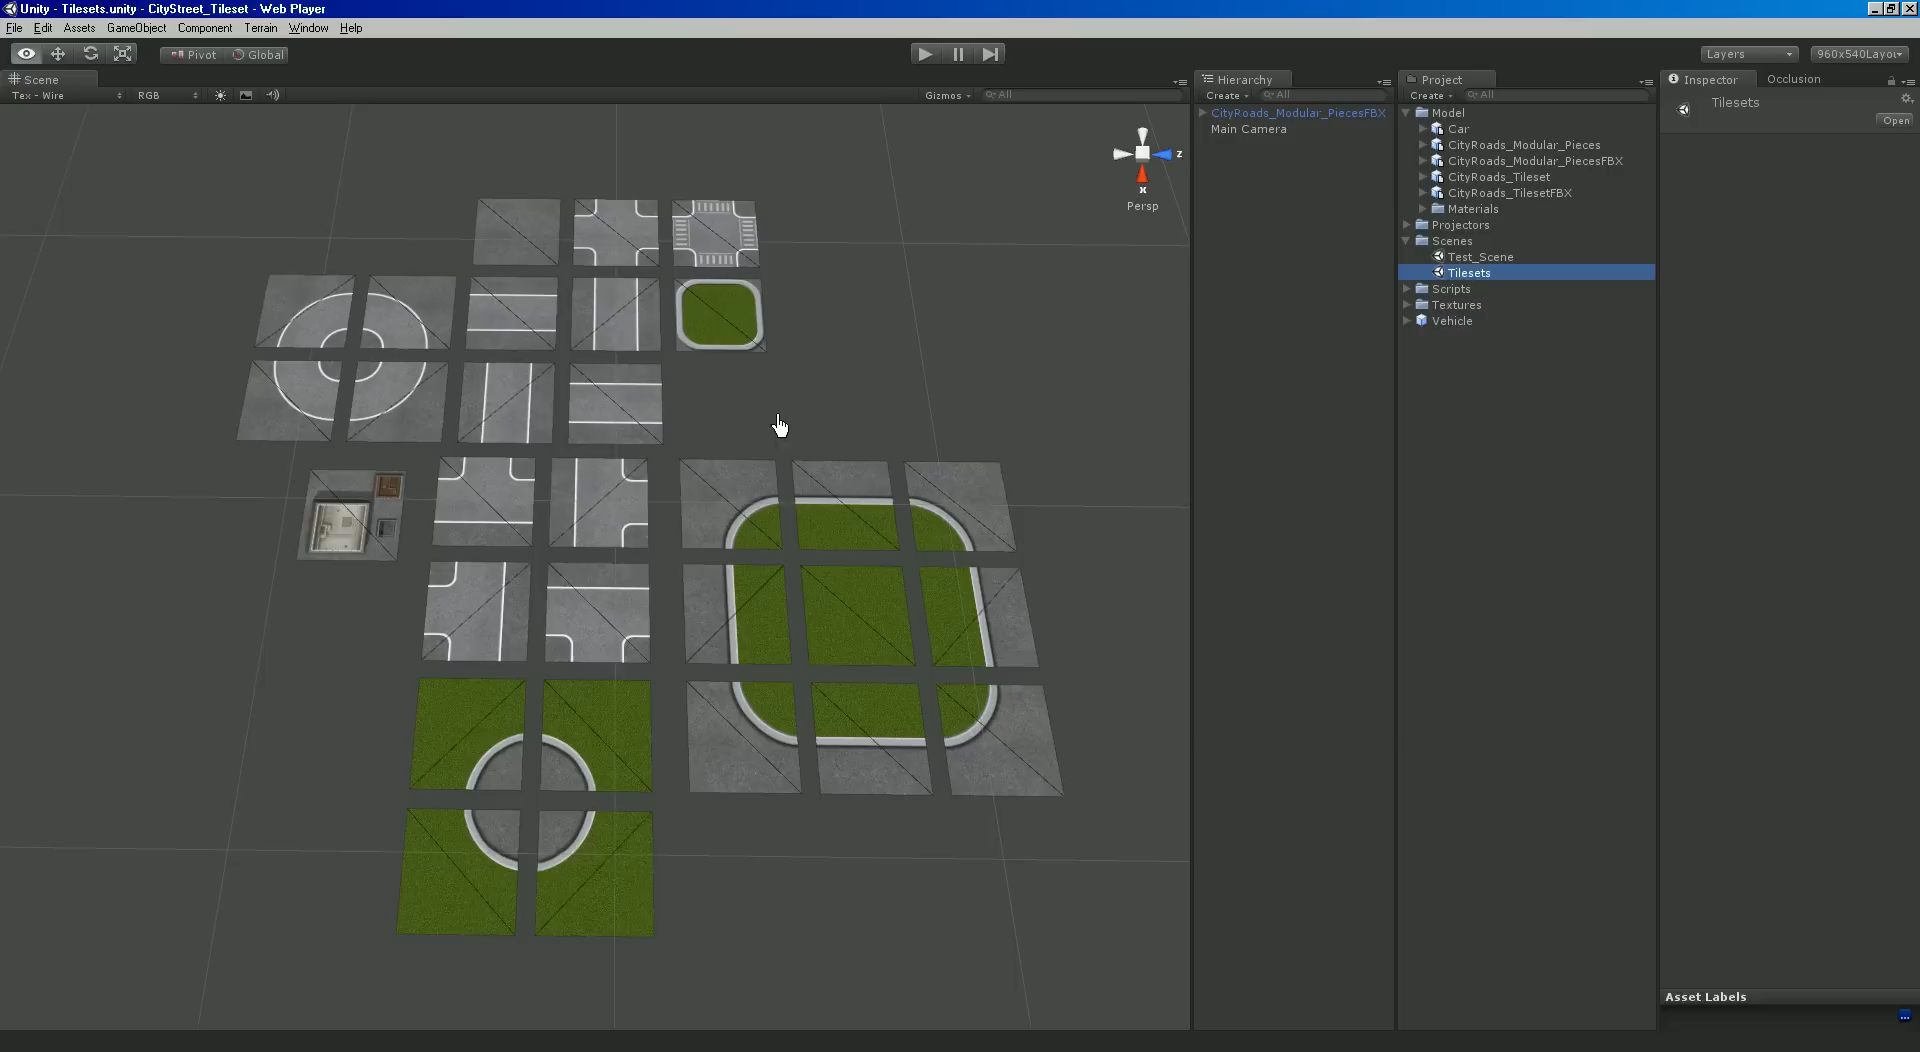 Unity - Tilesets.unity - CityStreet_Tileset - Web Player
File Edit Assets GameObject Component Terrain Window Help
Pivot Global Layers 960x540Layou
Scene
Tex - Wire RGB Gizmos All
z
x
Persp
Hierarchy
Create All
CityRoads_Modular_PiecesFBX
Main Camera
Project
Create All
Model
Car
CityRoads_Modular_Pieces
CityRoads_Modular_PiecesFBX
CityRoads_Tileset
CityRoads_TilesetFBX
Materials
Projectors
Scenes
Test_Scene
Tilesets
Scripts
Textures
Vehicle
Inspector Occlusion
Tilesets
Open
Asset Labels
...